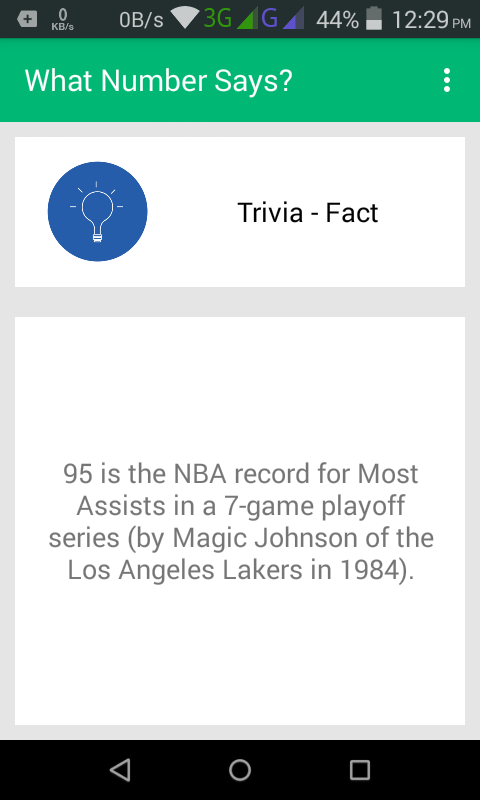 0 KB/s 0B/s 3G G 44% 12:29 PM
What Number Says?
Trivia - Fact
95 is the NBA record for Most
Assists in a 7-game playoff
series (by Magic Johnson of the
Los Angeles Lakers in 1984).